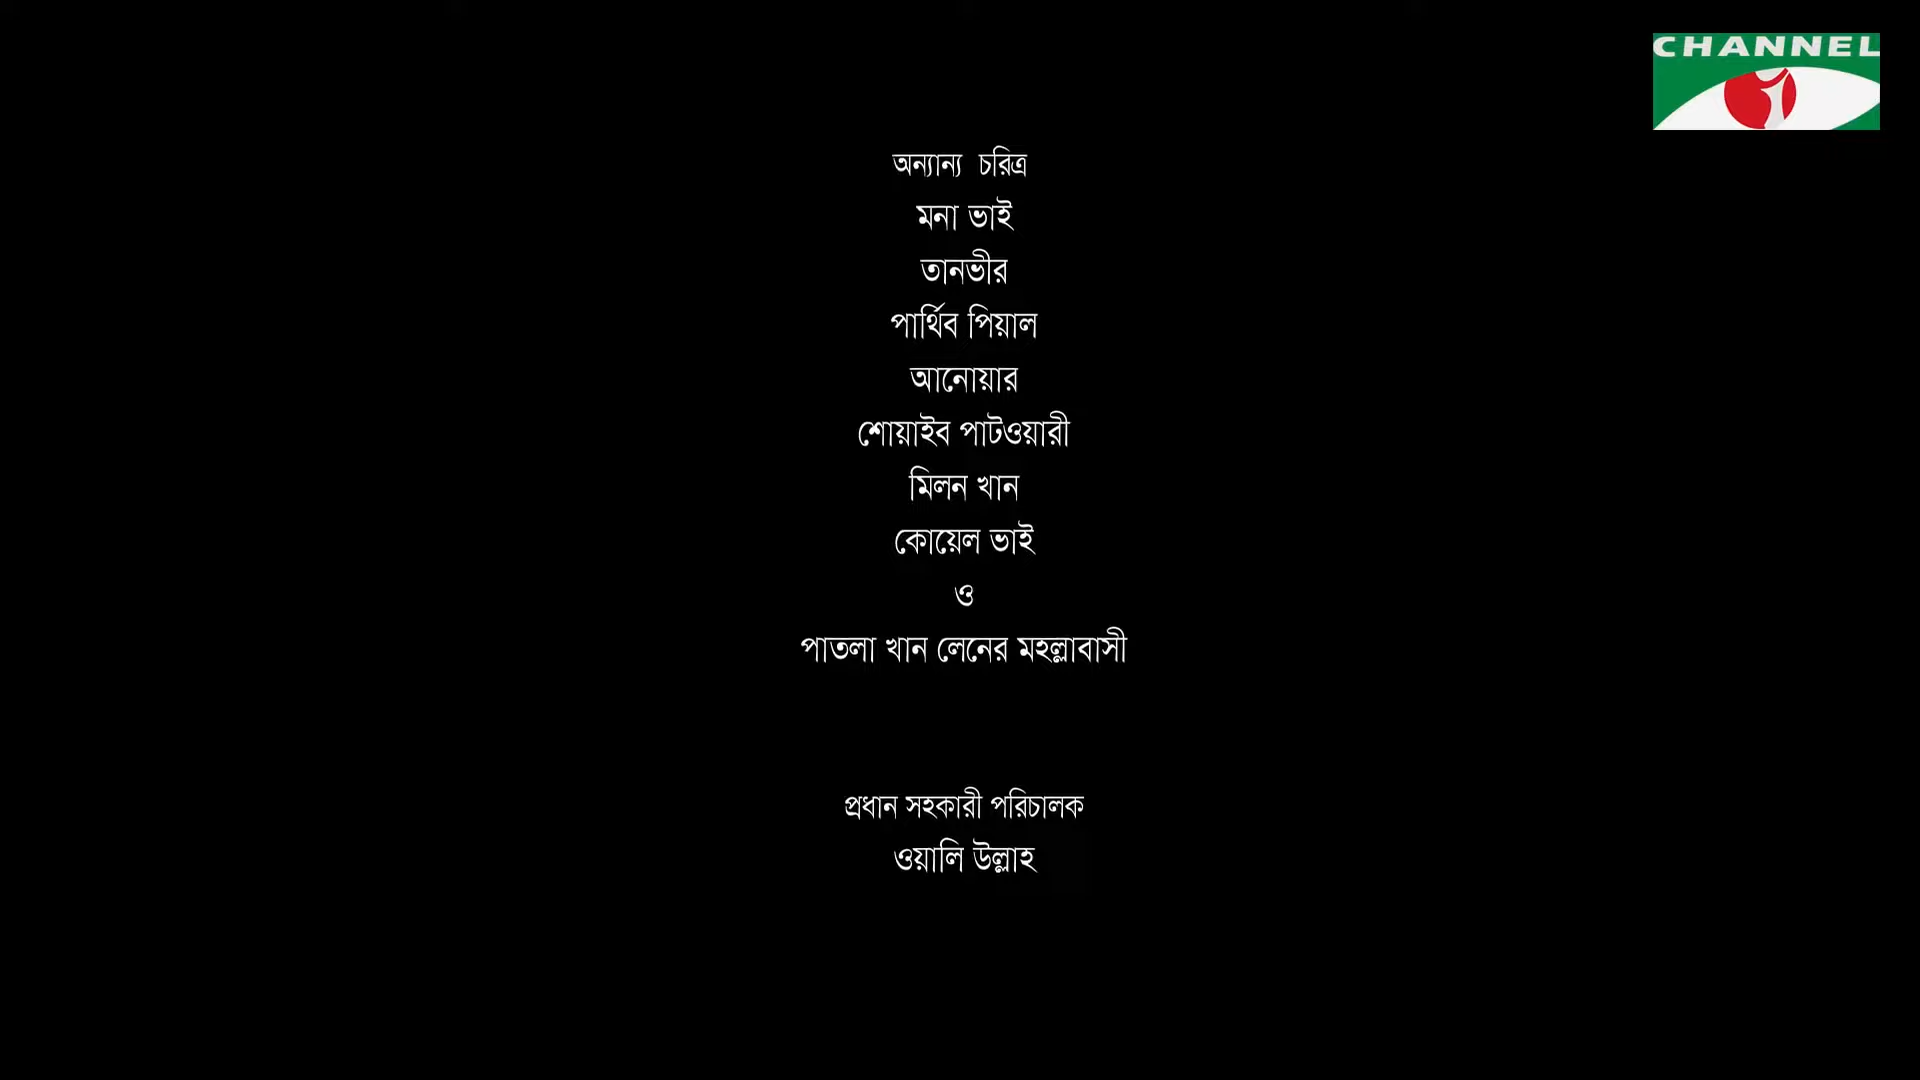 CHANNEL
অন্যান্য চরিত্র
মনা ভাই
তানভীর
পার্থিব পিয়াল
আনোয়ার
শোয়াইব পাটওয়ারী
মিলন খান
কোয়েল ভাই
ও
পাতলা খান লেনের মহল্লাবাসী
প্রধান সহকারী পরিচালক
ওয়ালি উল্লাহ